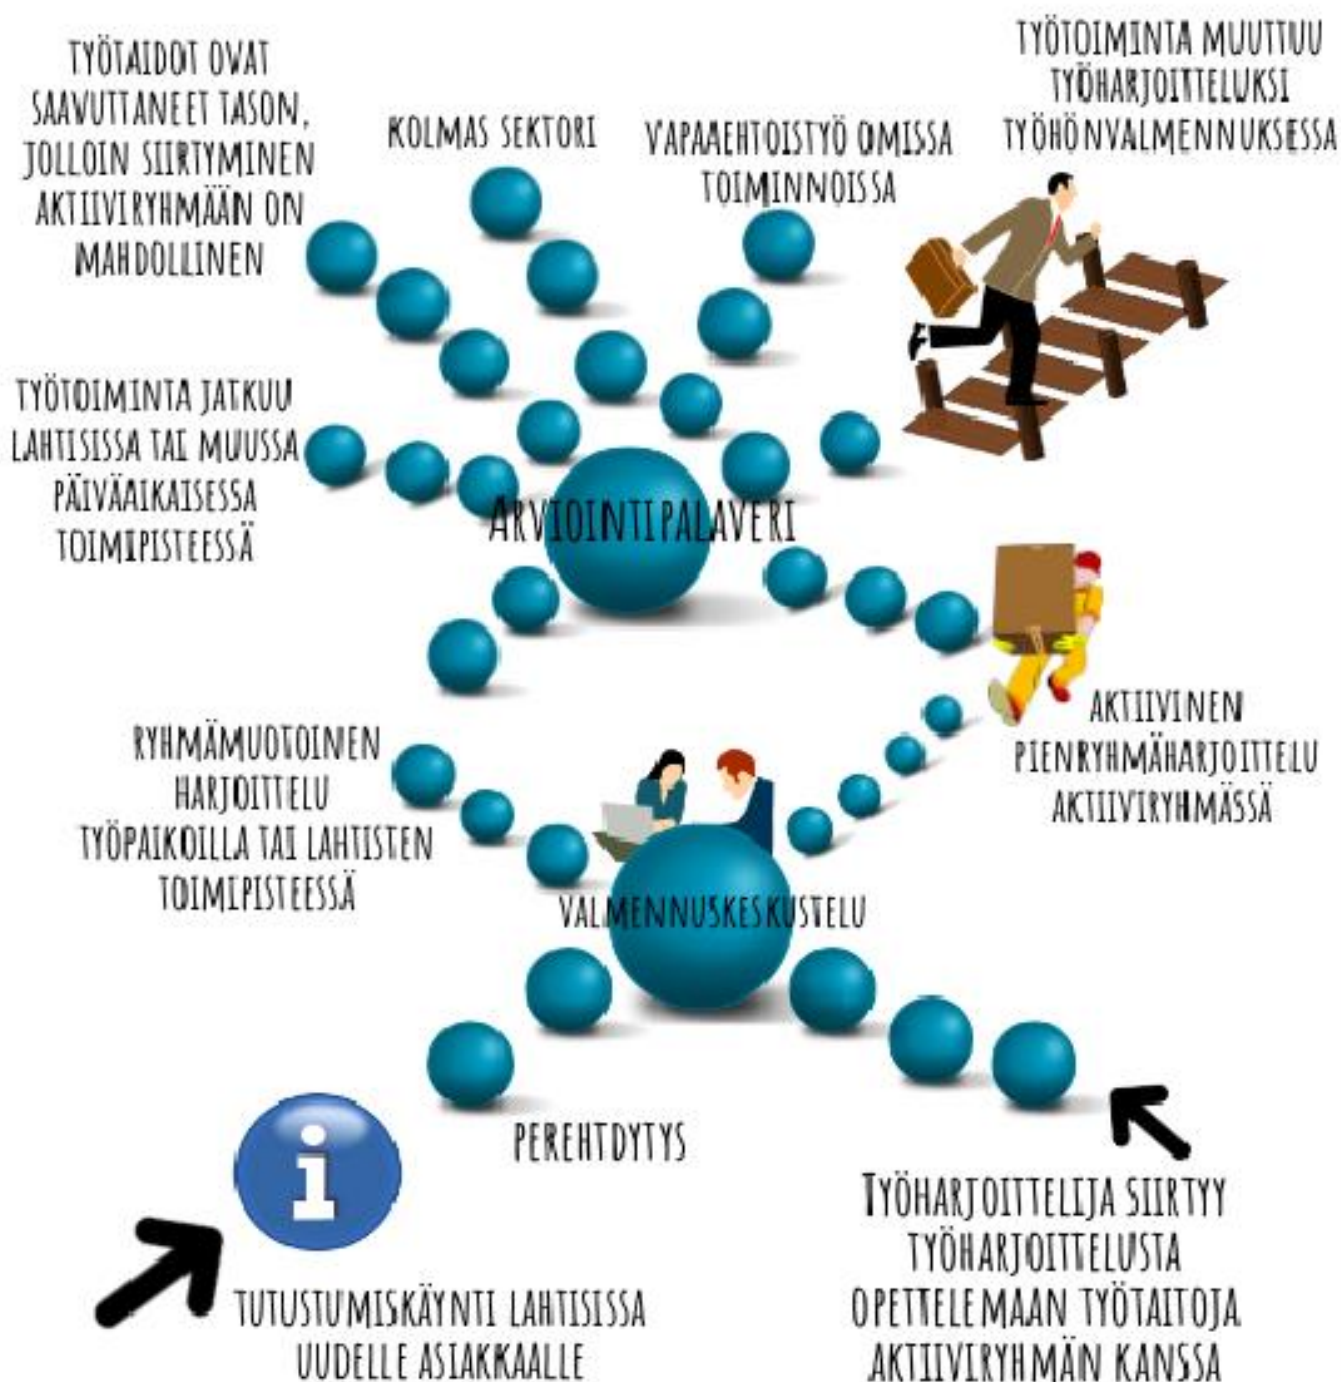 TYÖTAIDOT OVAT
SAAVUTTANEET TASON,
JOLLOIN SIIRTYMINEN
AKTIIVIRYHMÄÄN ON
MAHDOLLINEN
KOLMAS SEKTORI
VAPAAEHTOISTYÖ OMISSA
TOIMINNOISSA
TYÖTOIMINTA MUUTTUU
TYÖHARJOITTELUKSI
TYÖHÖNVALMENNUKSESSA
TYÖTOIMINTA JATKUU
LAHTISISSA TAI MUUSSA
PÄIVÄAIKAISESSA
TOIMIPISTEESSÄ
ARVIOINTIPALAVERI
AKTIIVINEN
PIENRYHMÄHARJOITTELU
AKTIIVIRYHMÄSSÄ
RYHMÄMUOTOINEN
HARJOITTELU
TYÖPAIKOILLA TAI LAHTISTEN
TOIMIPISTEESSÄ
VALMENNUSKESKUSTELU
PEREHTDYTYS
i
TUTUSTUMISKÄYNTI LAHTISISSA
UUDELLE ASIAKKAALLE
TYÖHARJOITTELIJA SIIRTYY
TYÖHARJOITTELUSTA
OPETTELEMAAN TYÖTAITOJA
AKTIIVIRYHMÄN KANSSA